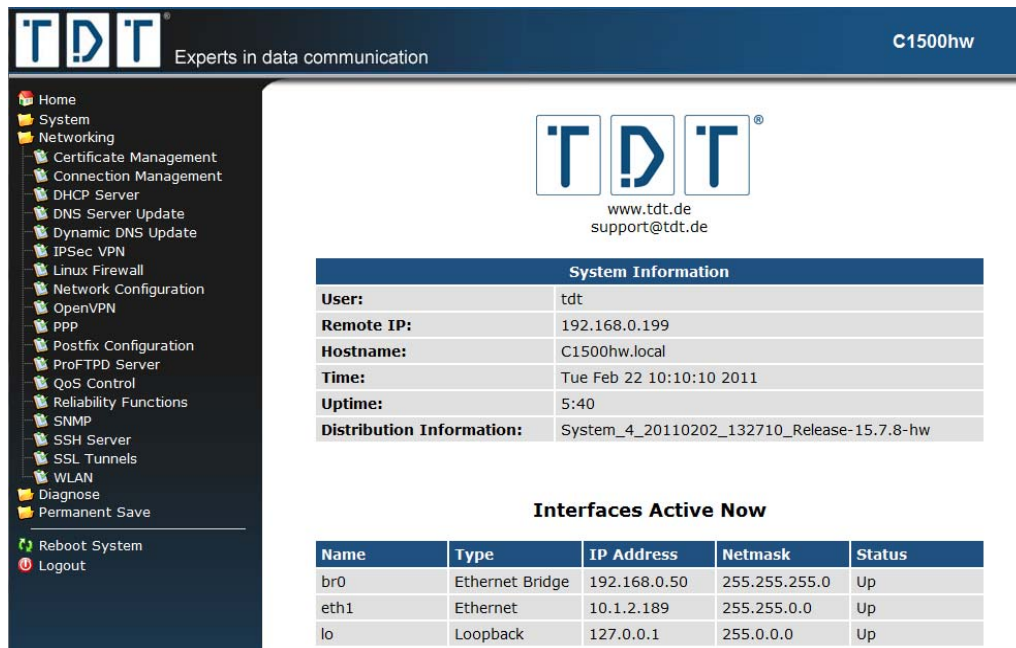 TDT®
Experts in data communication
C1500hw
Home
System
Networking
Certificate Management
Connection Management
DHCP Server
DNS Server Update
Dynamic DNS Update
IPSec VPN
Linux Firewall
Network Configuration
OpenVPN
PPP
Postfix Configuration
ProFTPD Server
QoS Control
Reliability Functions
SNMP
SSH Server
SSL Tunnels
WLAN
Diagnose
Permanent Save
Reboot System
Logout
TDT®
www.tdt.de
support@tdt.de
System Information
User: tdt
Remote IP: 192.168.0.199
Hostname: C1500hw.local
Time: Tue Feb 22 10:10:10 2011
Uptime: 5:40
Distribution Information: System_4_20110202_132710_Release-15.7.8-hw
Interfaces Active Now
Name Type IP Address Netmask Status
br0 Ethernet Bridge 192.168.0.50 255.255.255.0 Up
eth1 Ethernet 10.1.2.189 255.255.0.0 Up
lo Loopback 127.0.0.1 255.0.0.0 Up